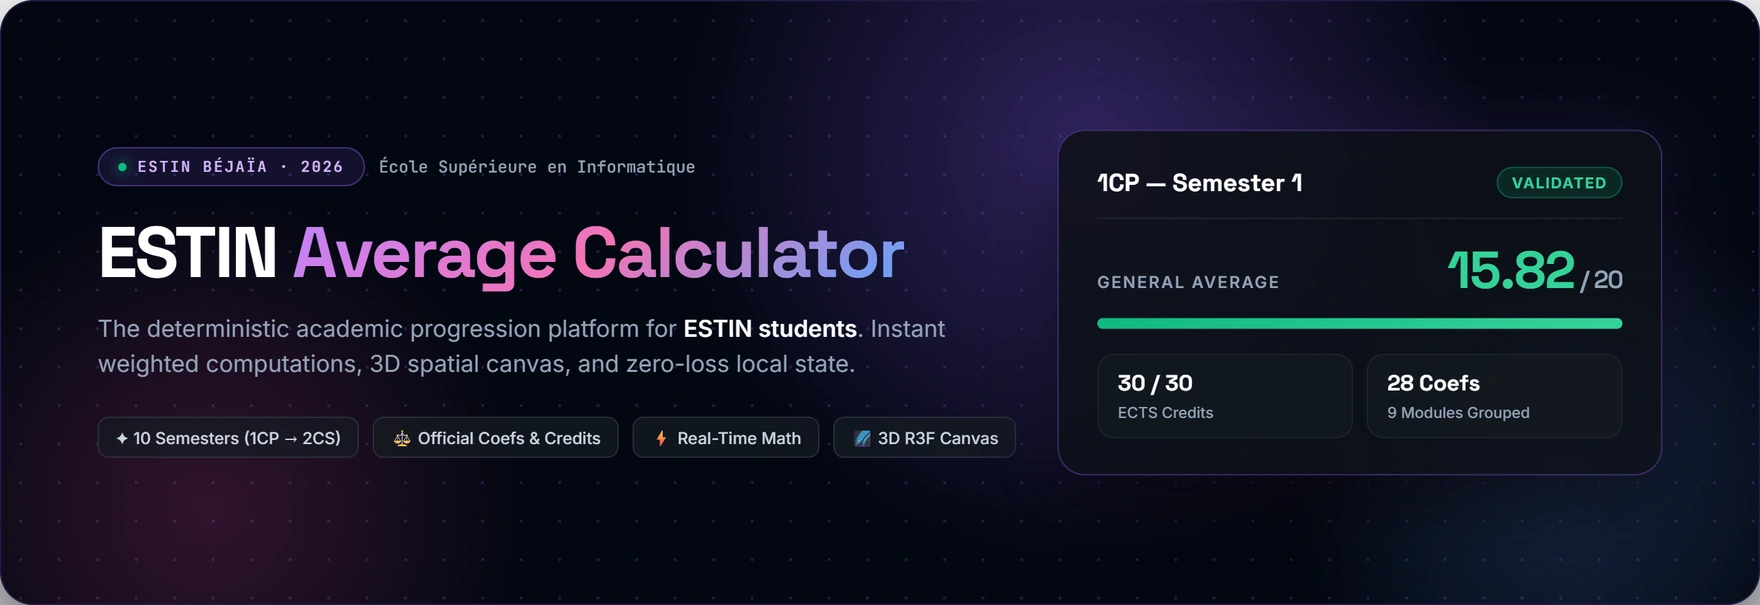 ESTIN BÉJAÏA · 2026
École Supérieure en Informatique
ESTIN Average Calculator
The deterministic academic progression platform for ESTIN students. Instant
weighted computations, 3D spatial canvas, and zero-loss local state.
✦ 10 Semesters (1CP → 2CS)
⚖️ Official Coefs & Credits
⚡ Real-Time Math
3D R3F Canvas
1CP — Semester 1
VALIDATED
GENERAL AVERAGE
15.82 / 20
30 / 30
ECTS Credits
28 Coefs
9 Modules Grouped